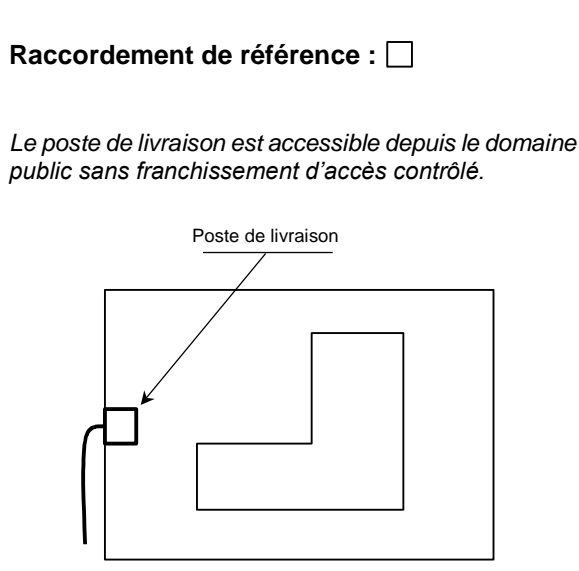 Raccordement de référence : ☐
Le poste de livraison est accessible depuis le domaine
public sans franchissement d’accès contrôlé.
Poste de livraison